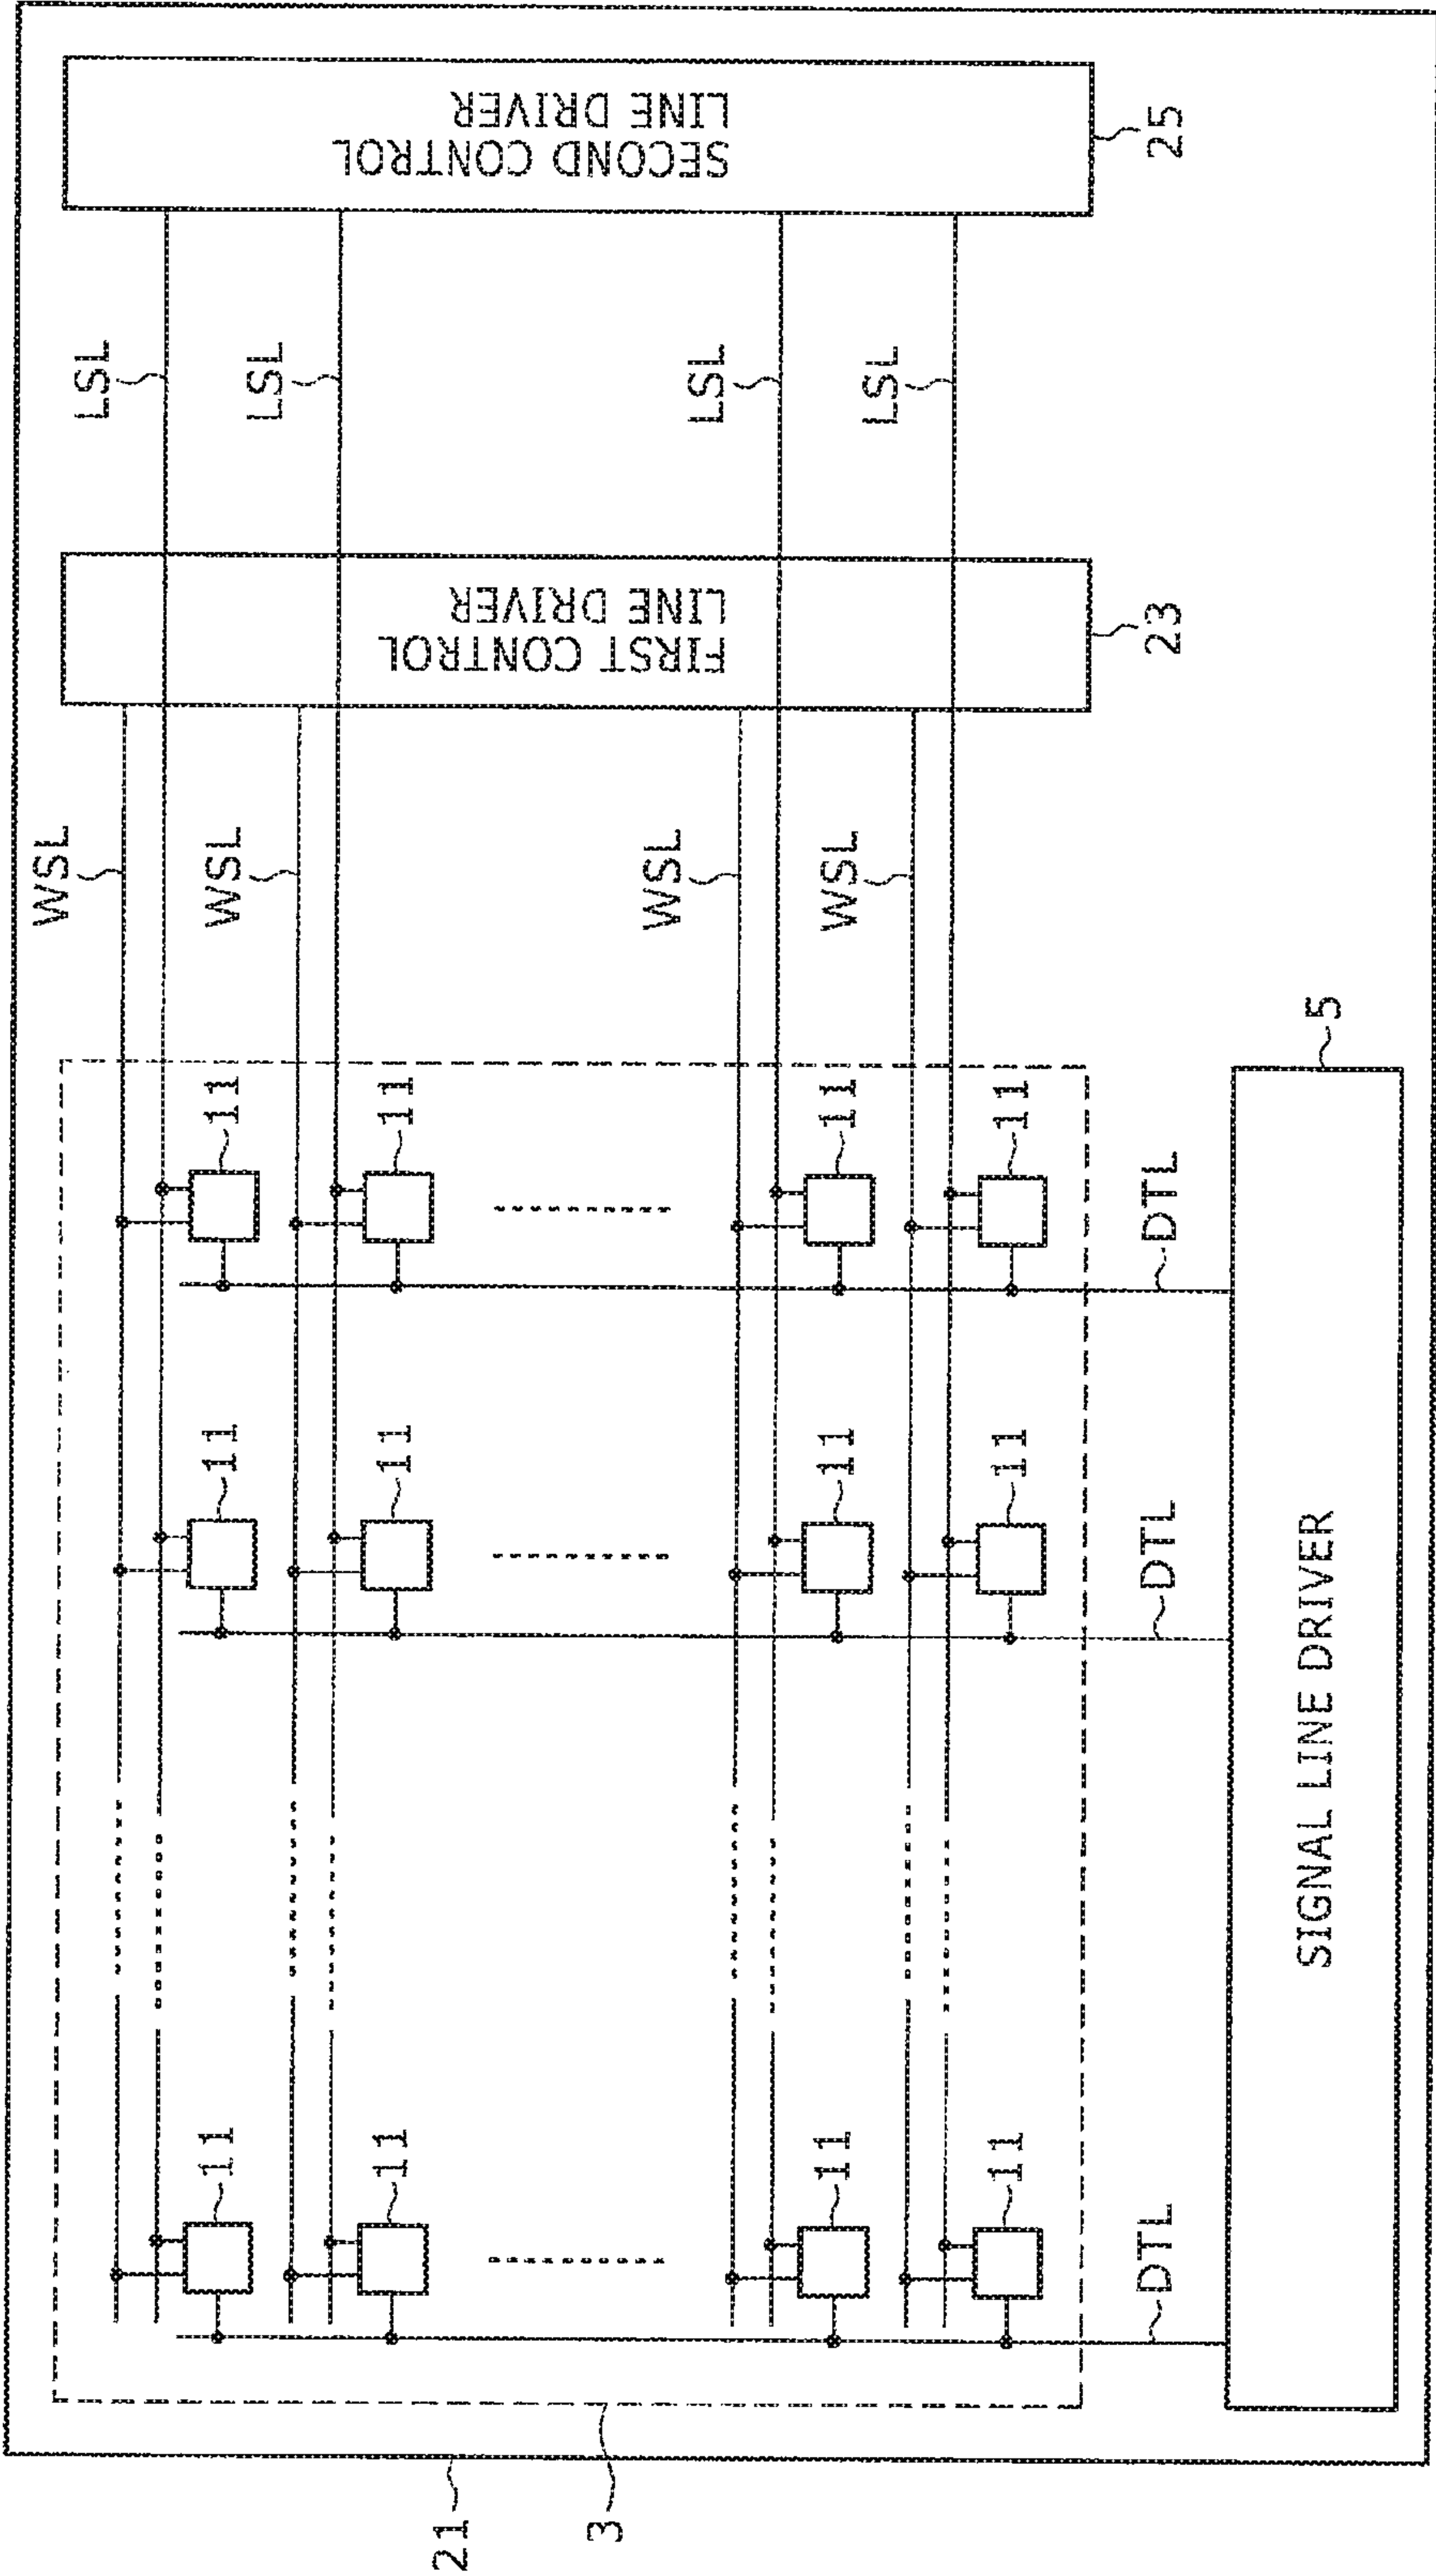 WSL
LSL
11
11
11
WSL
LSL
11
11
11
21
3
FIRST CONTROL
LINE DRIVER
SECOND CONTROL
LINE DRIVER
WSL
LSL
11
11
11
WSL
LSL
11
11
11
DTL
DTL
DTL
23
25
SIGNAL LINE DRIVER
5